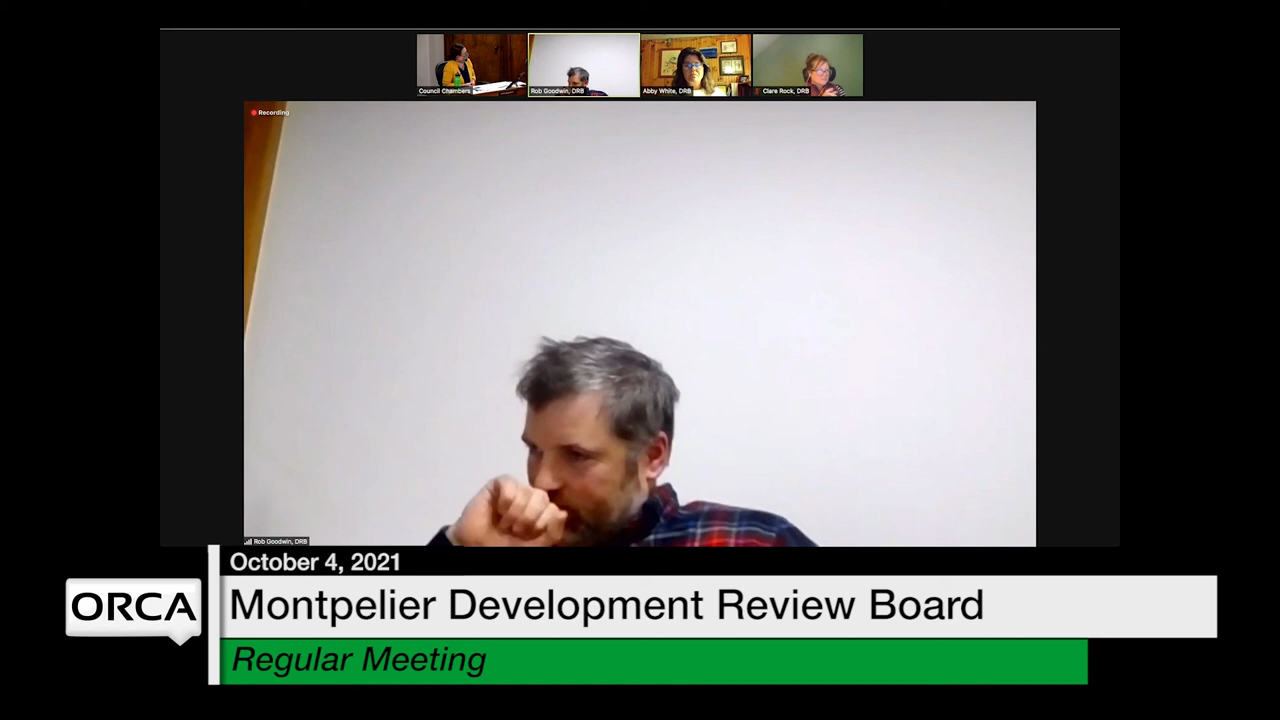 Council Chambers
Rob Goodwin, DRB
Abby White, DRB
Clare Rock, DRB
Recording
Rob Goodwin, DRB
October 4, 2021
ORCA
Montpelier Development Review Board
Regular Meeting